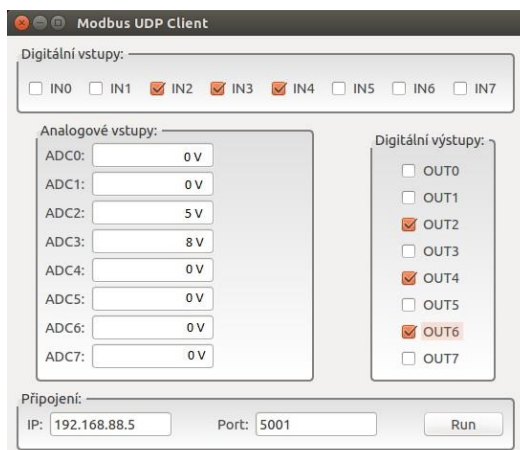 Modbus UDP Client
Digitální vstupy:
IN0 IN1 IN2 IN3 IN4 IN5 IN6 IN7
Analogové vstupy:
ADC0: 0 V
ADC1: 0 V
ADC2: 5 V
ADC3: 8 V
ADC4: 0 V
ADC5: 0 V
ADC6: 0 V
ADC7: 0 V
Digitální výstupy:
OUT0
OUT1
OUT2
OUT3
OUT4
OUT5
OUT6
OUT7
Připojení:
IP: 192.168.88.5 Port: 5001 Run